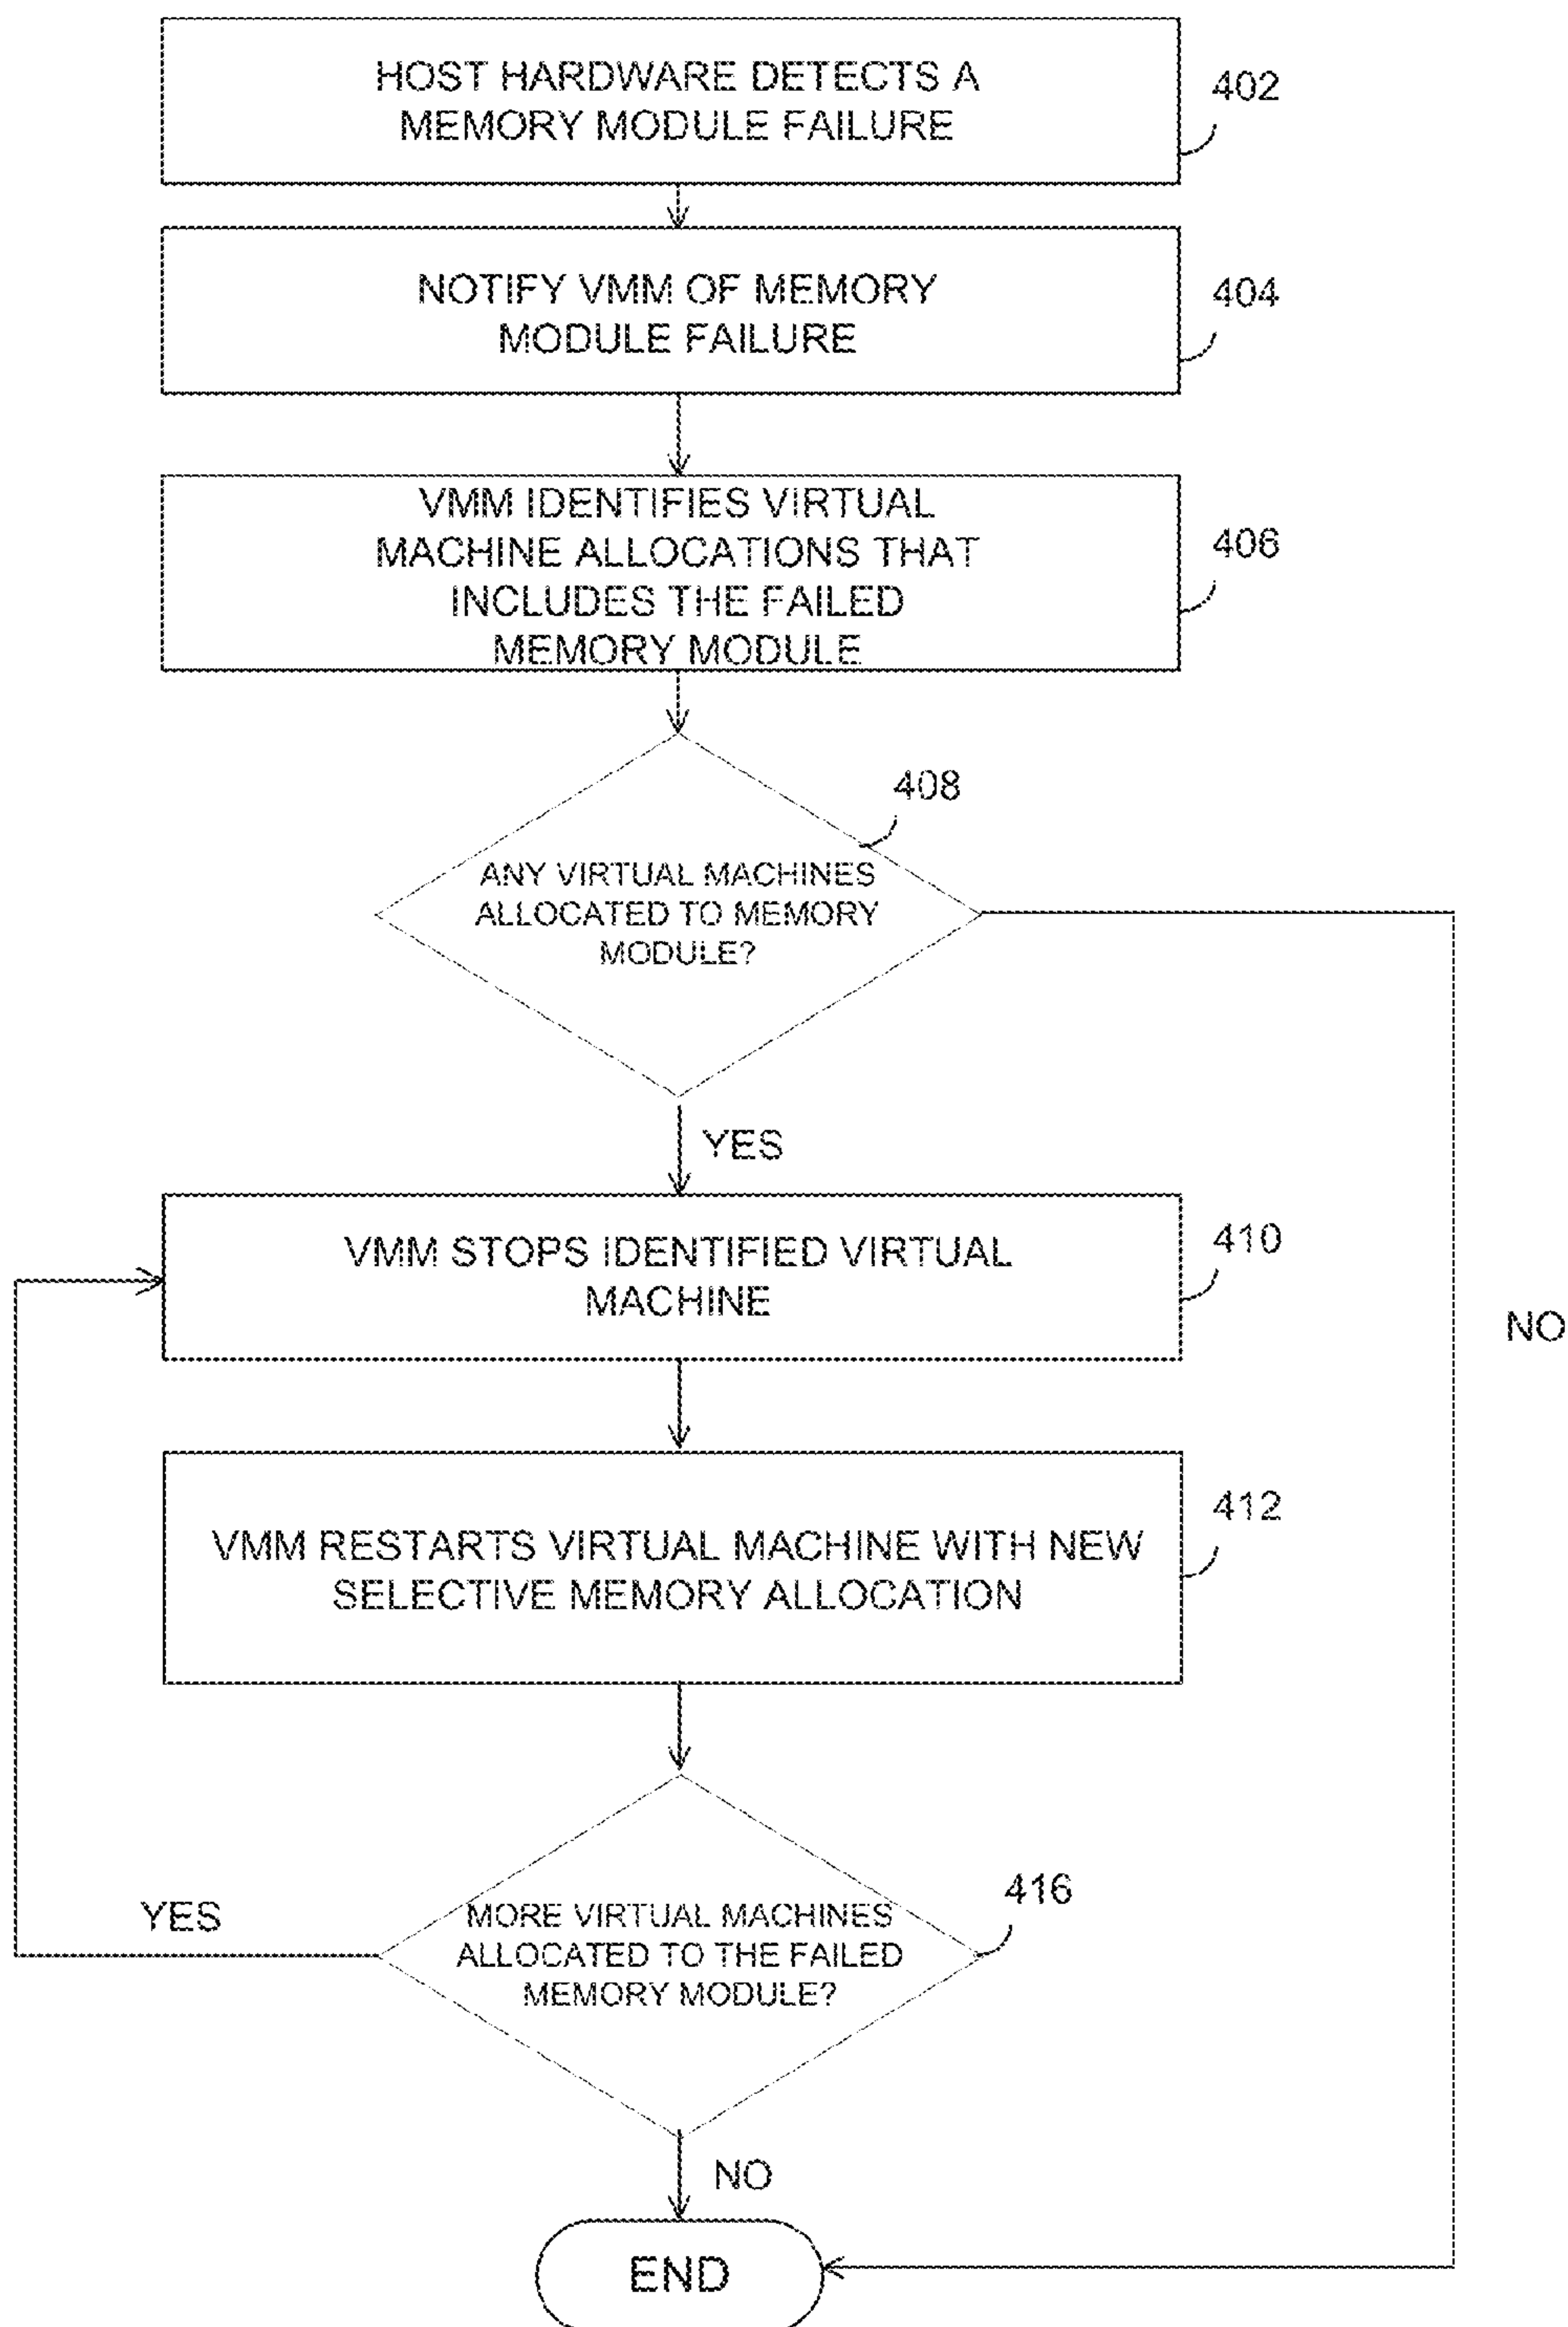 HOST HARDWARE DETECTS A
MEMORY MODULE FAILURE
402
NOTIFY VMM OF MEMORY
MODULE FAILURE
404
VMM IDENTIFIES VIRTUAL
MACHINE ALLOCATIONS THAT
INCLUDES THE FAILED
MEMORY MODULE
406
408
ANY VIRTUAL MACHINES
ALLOCATED TO MEMORY
MODULE?
YES
VMM STOPS IDENTIFIED VIRTUAL
MACHINE
410
NO
VMM RESTARTS VIRTUAL MACHINE WITH NEW
SELECTIVE MEMORY ALLOCATION
412
MORE VIRTUAL MACHINES
ALLOCATED TO THE FAILED
MEMORY MODULE?
416
YES
NO
END